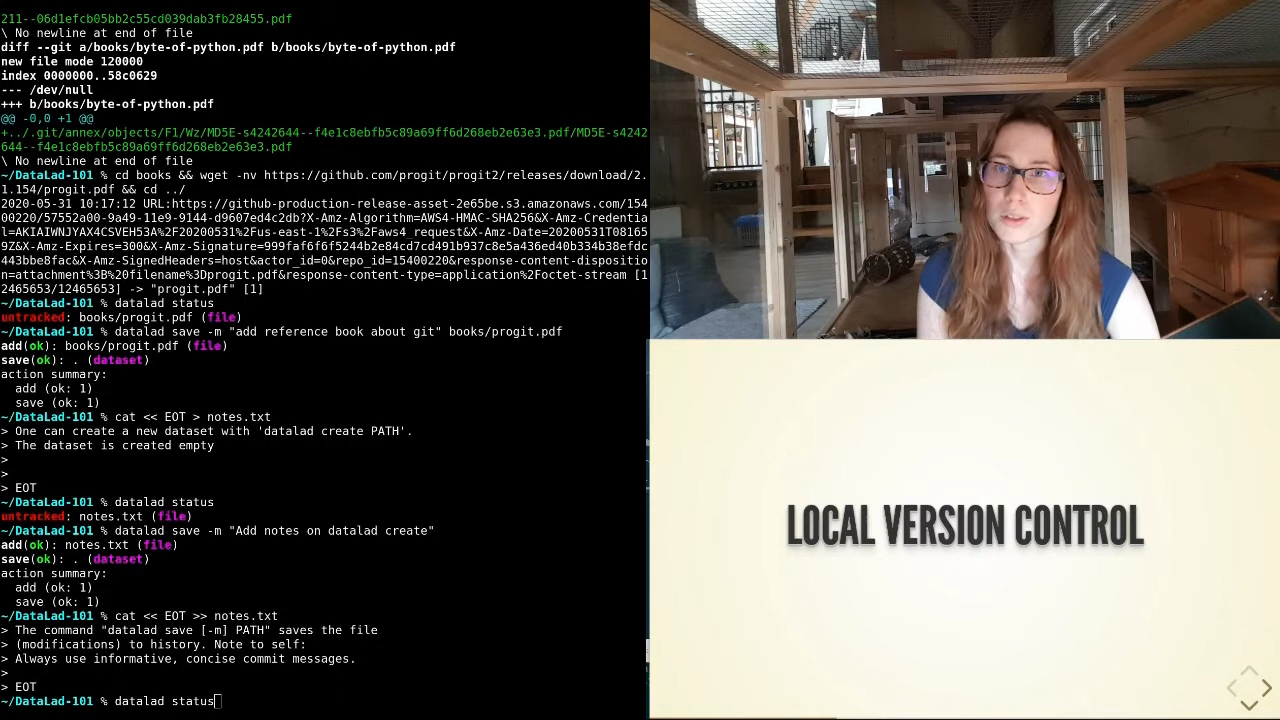 211--06d1efcb05bb2c55cd039dab3fb28455.pdf
\ No newline at end of file
diff --git a/books/byte-of-python.pdf b/books/byte-of-python.pdf
new file mode 120000
index 0000000..
--- /dev/null
+++ b/books/byte-of-python.pdf
@@ -0,0 +1 @@
+../.git/annex/objects/F1/Wz/MD5E-s4242644--f4e1c8ebfb5c89a69ff6d268eb2e63e3.pdf/MD5E-s4242
644--f4e1c8ebfb5c89a69ff6d268eb2e63e3.pdf
\ No newline at end of file
~/DataLad-101 % cd books && wget -nv https://github.com/progit/progit2/releases/download/2.
1.154/progit.pdf && cd ../
2020-05-31 10:17:12 URL:https://github-production-release-asset-2e65be.s3.amazonaws.com/154
00220/57552a00-9a49-11e9-9144-d9607ed4c2db?X-Amz-Algorithm=AWS4-HMAC-SHA256&X-Amz-Credentia
l=AKIAIWNJYAX4CSVEH53A%2F20200531%2Fus-east-1%2Fs3%2Faws4_request&X-Amz-Date=20200531T08165
9Z&X-Amz-Expires=300&X-Amz-Signature=999faf6f6f5244b2e84cd7cd491b937c8e5a436ed40b334b38efdc
443b63e6fac&X-Amz-SignedHeaders=host&actor_id=0&repo_id=15400220&response-content-dispositio
n=attachment%3B%20filename%3Dprogit.pdf&response-content-type=application%2Foctet-stream [1
2465653/12465653] -> "progit.pdf" [1]
~/DataLad-101 % datalad status
untracked: books/progit.pdf (file)
~/DataLad-101 % datalad save -m "add reference book about git" books/progit.pdf
add(ok): books/progit.pdf (file)
save(ok): . (dataset)
action summary:
add (ok: 1)
save (ok: 1)
~/DataLad-101 % cat << EOT > notes.txt
> One can create a new dataset with 'datalad create PATH'.
> The dataset is created empty
>
>
> EOT
~/DataLad-101 % datalad status
untracked: notes.txt (file)
~/DataLad-101 % datalad save -m "Add notes on datalad create"
add(ok): notes.txt (file)
save(ok): . (dataset)
action summary:
add (ok: 1)
save (ok: 1)
~/DataLad-101 % cat << EOT >> notes.txt
> The command "datalad save [-m] PATH" saves the file
> (modifications) to history. Note to self:
> Always use informative, concise commit messages.
>
> EOT
~/DataLad-101 % datalad status
LOCAL VERSION CONTROL